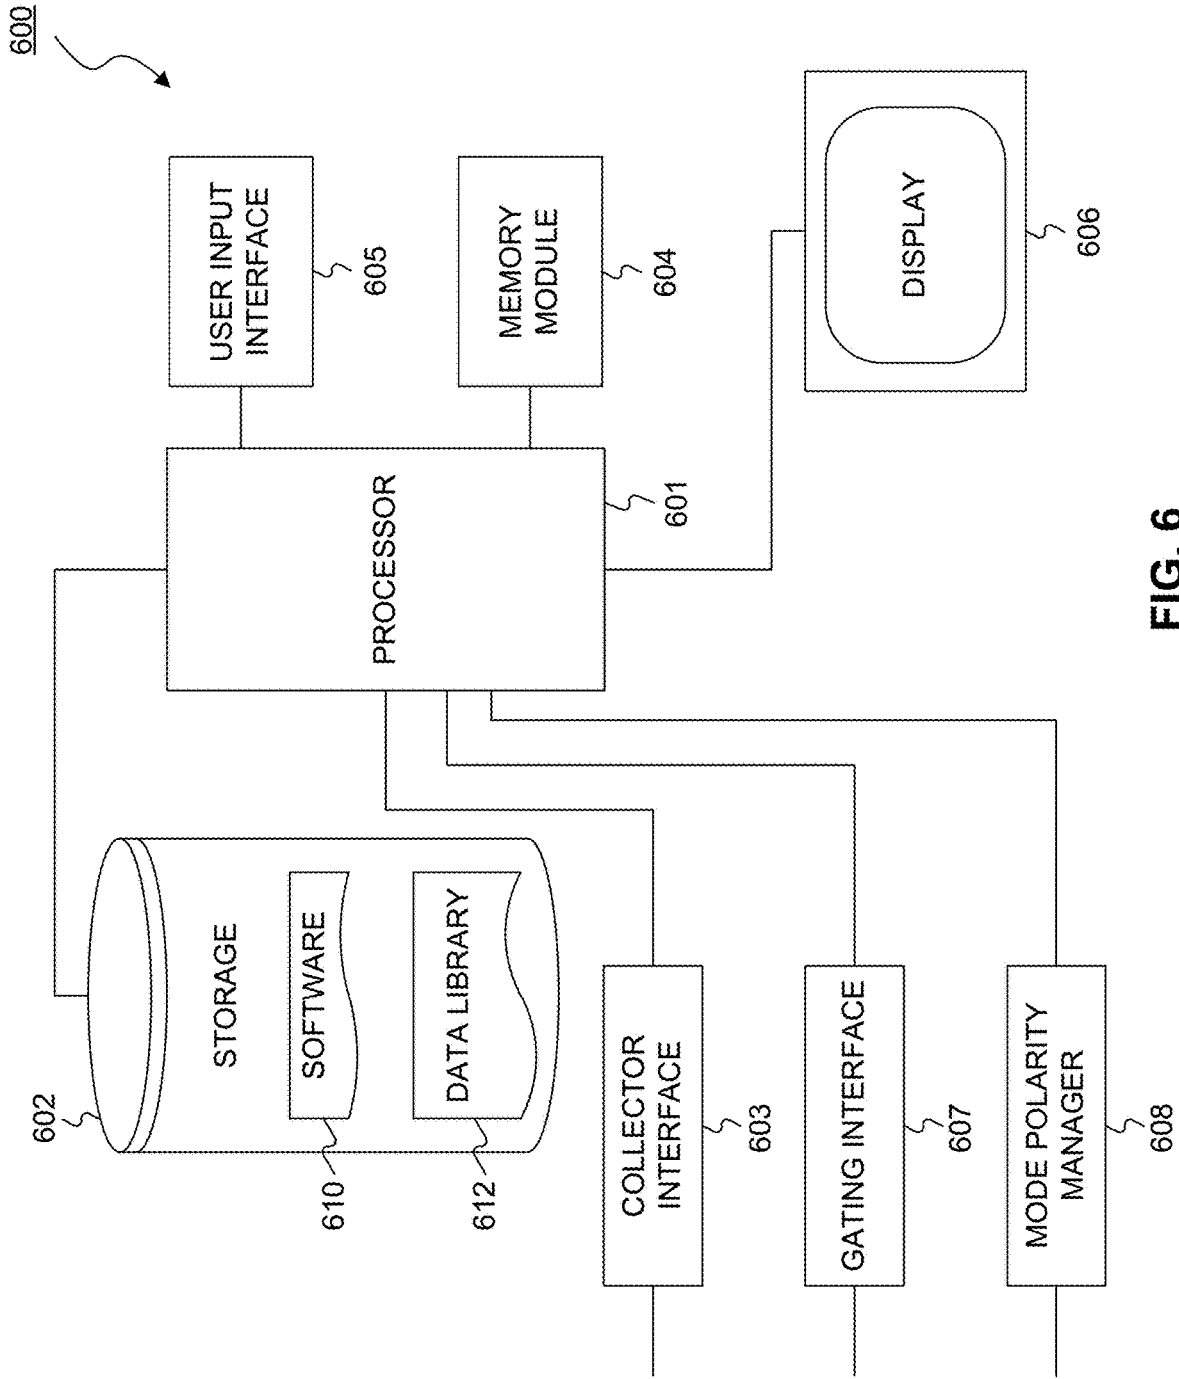 600
602
STORAGE
SOFTWARE
610
DATA LIBRARY
612
PROCESSOR
601
USER INPUT
INTERFACE
605
MEMORY
MODULE
604
COLLECTOR
INTERFACE
603
GATING INTERFACE
607
MODE POLARITY
MANAGER
608
DISPLAY
606
FIG. 6